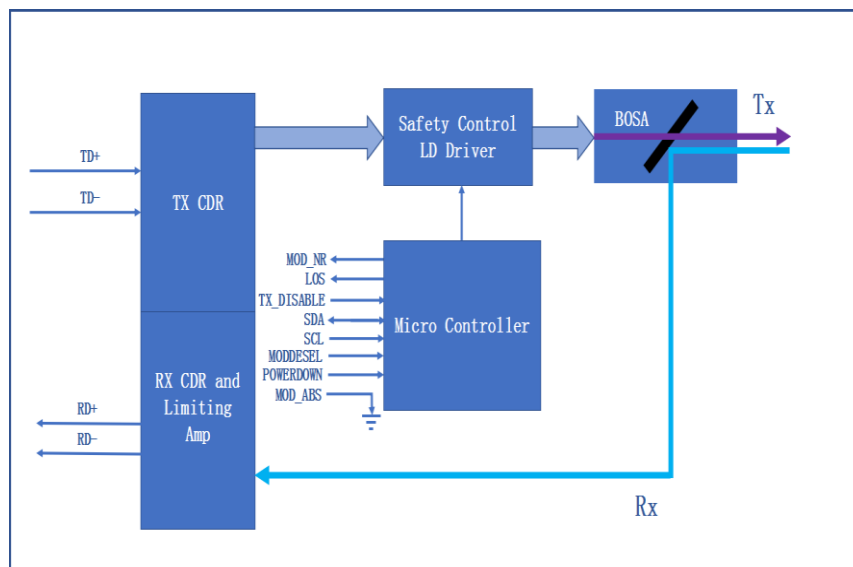 TD+
TD-
TX CDR
RX CDR and
Limiting
Amp
RD+
RD-
Safety Control
LD Driver
BOSA
Tx
MOD_NR
LOS
TX_DISABLE
SDA
SCL
MODDESEL
POWERDOWN
MOD_ABS
Micro Controller
Rx